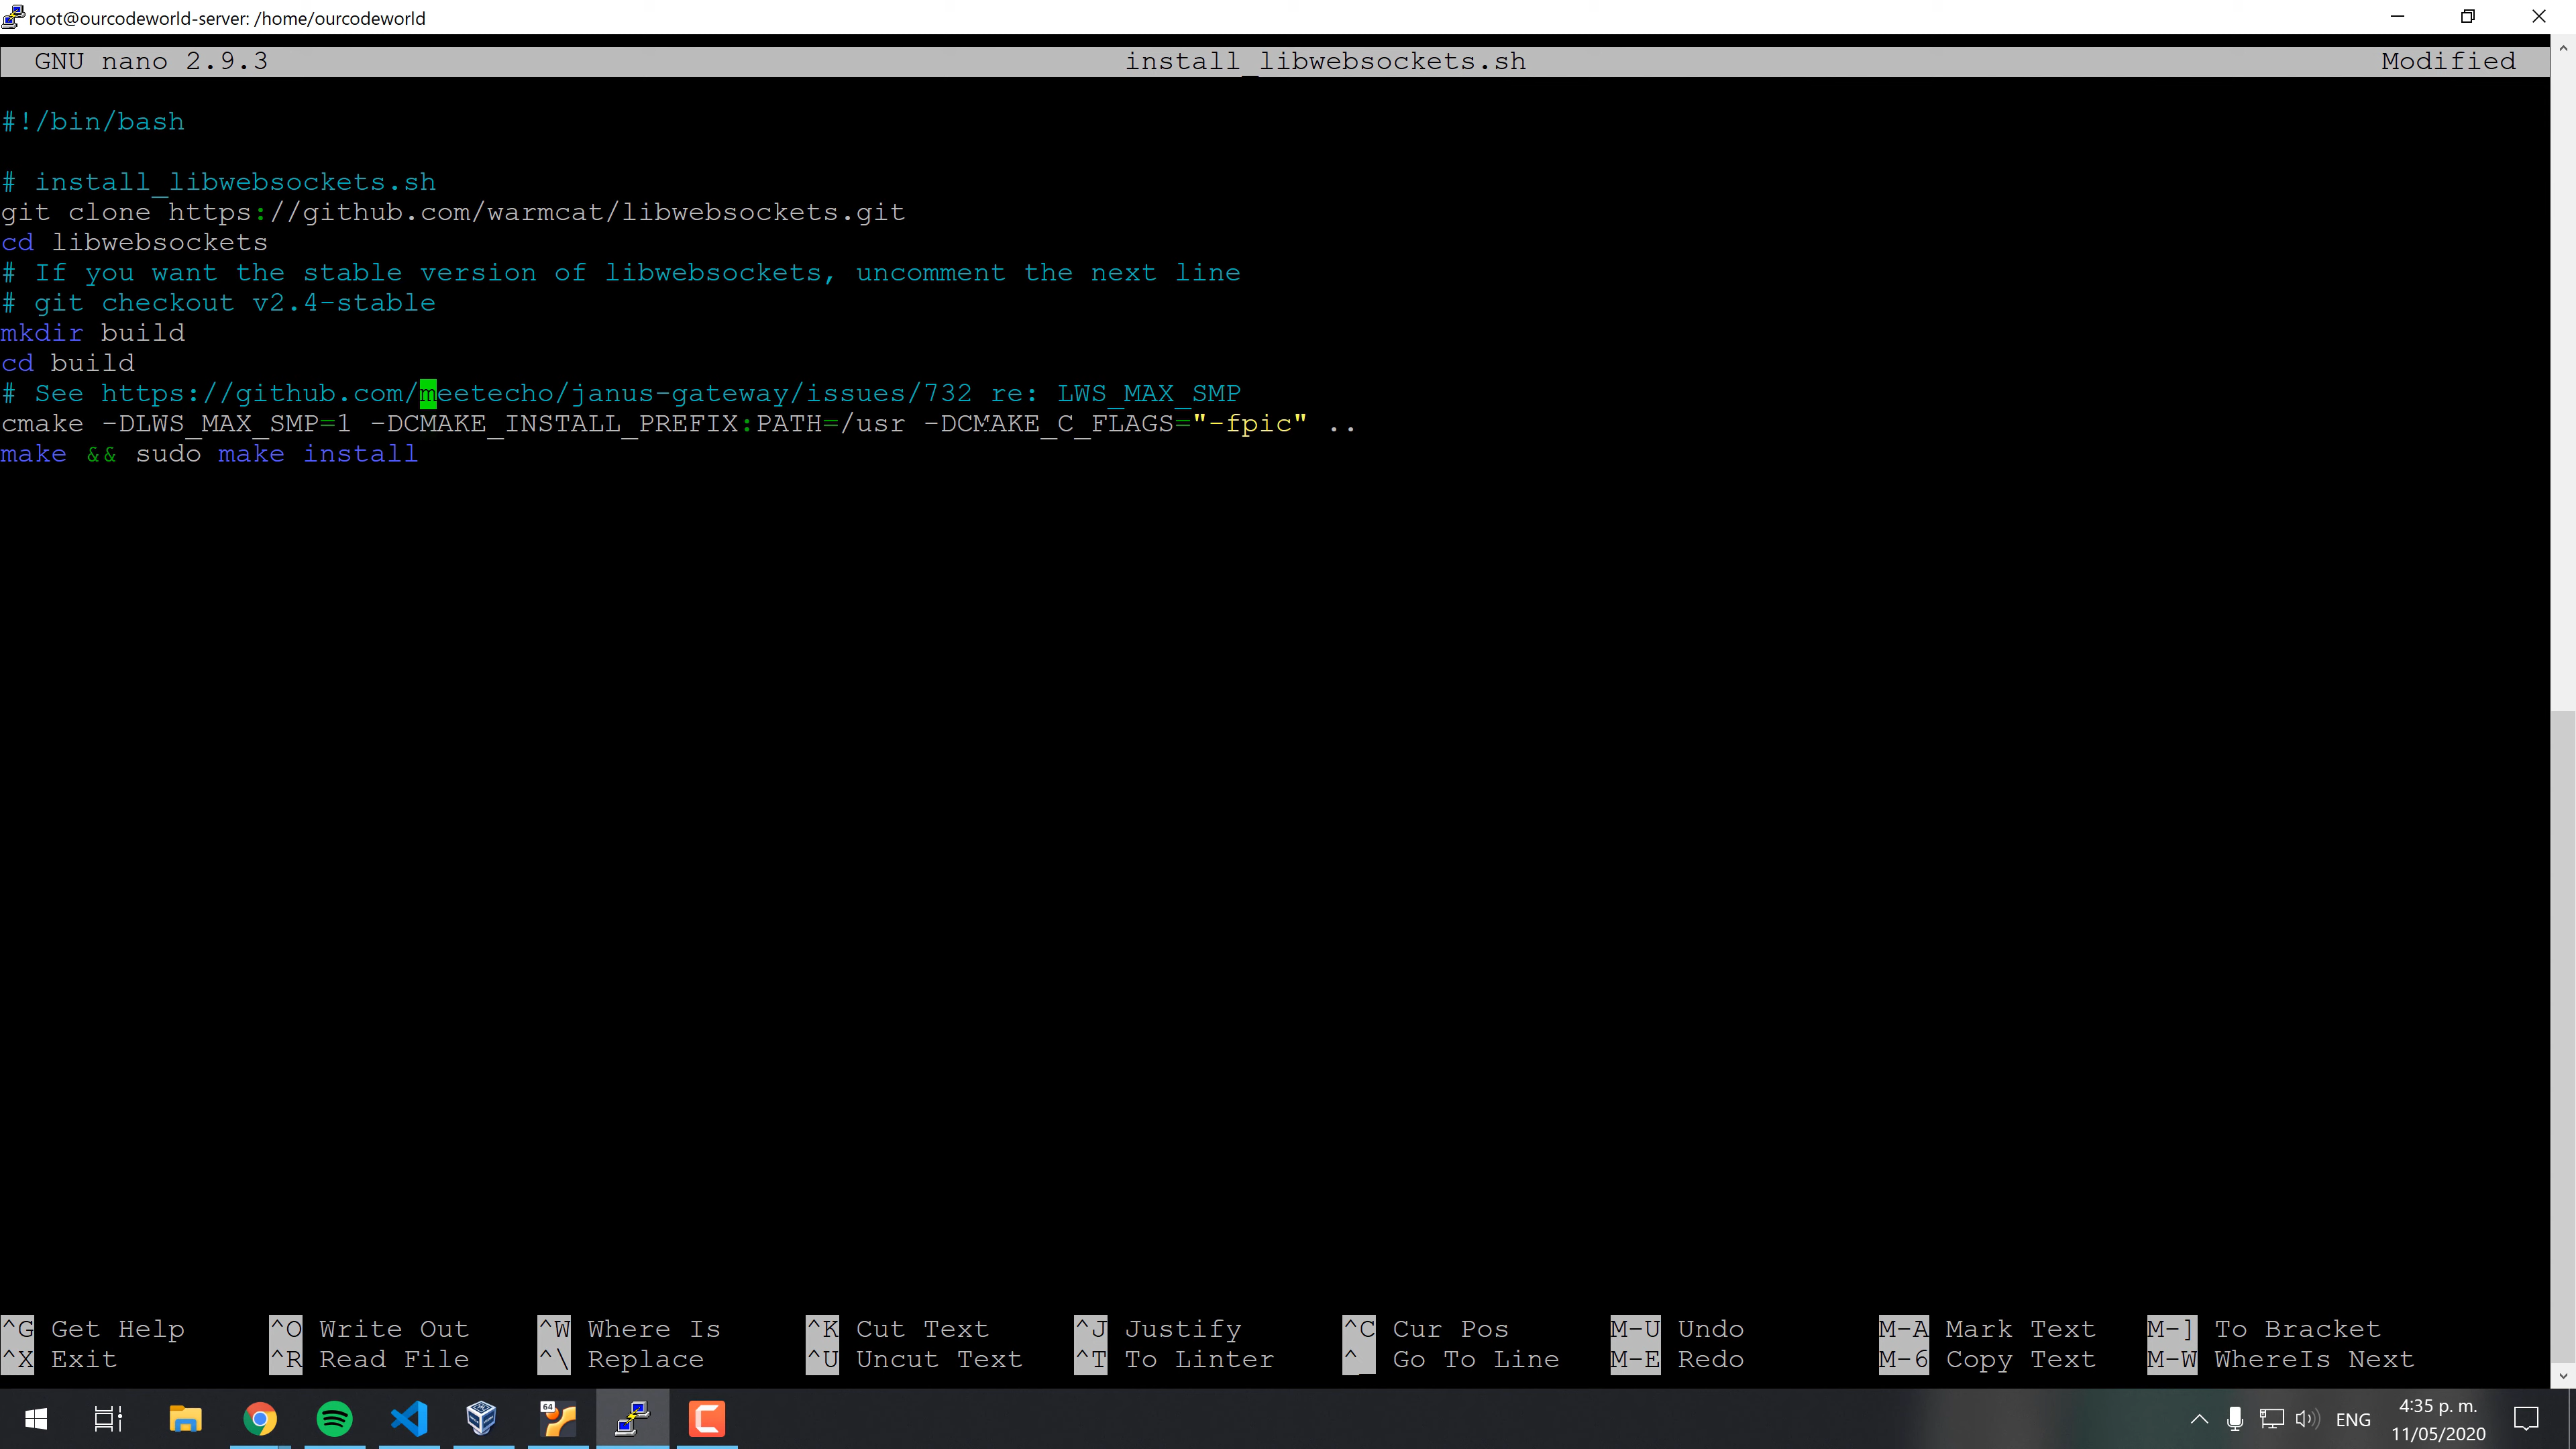 root@ourcodeworld-server: /home/ourcodeworld
GNU nano 2.9.3 install_libwebsockets.sh Modified
#!/bin/bash
# install_libwebsockets.sh
git clone https://github.com/warmcat/libwebsockets.git
cd libwebsockets
# If you want the stable version of libwebsockets, uncomment the next line
# git checkout v2.4-stable
mkdir build
cd build
# See https://github.com/meetecho/janus-gateway/issues/732 re: LWS_MAX_SMP
cmake -DLWS_MAX_SMP=1 -DCMAKE_INSTALL_PREFIX:PATH=/usr -DCMAKE_C_FLAGS="-fpic" ..
make && sudo make install
^G Get Help ^O Write Out ^W Where Is ^K Cut Text ^J Justify ^C Cur Pos M-U Undo M-A Mark Text M-] To Bracket
^X Exit ^R Read File ^\ Replace ^U Uncut Text ^T To Linter ^_ Go To Line M-E Redo M-6 Copy Text M-W WhereIs Next
64
ENG
4:35 p. m.
11/05/2020